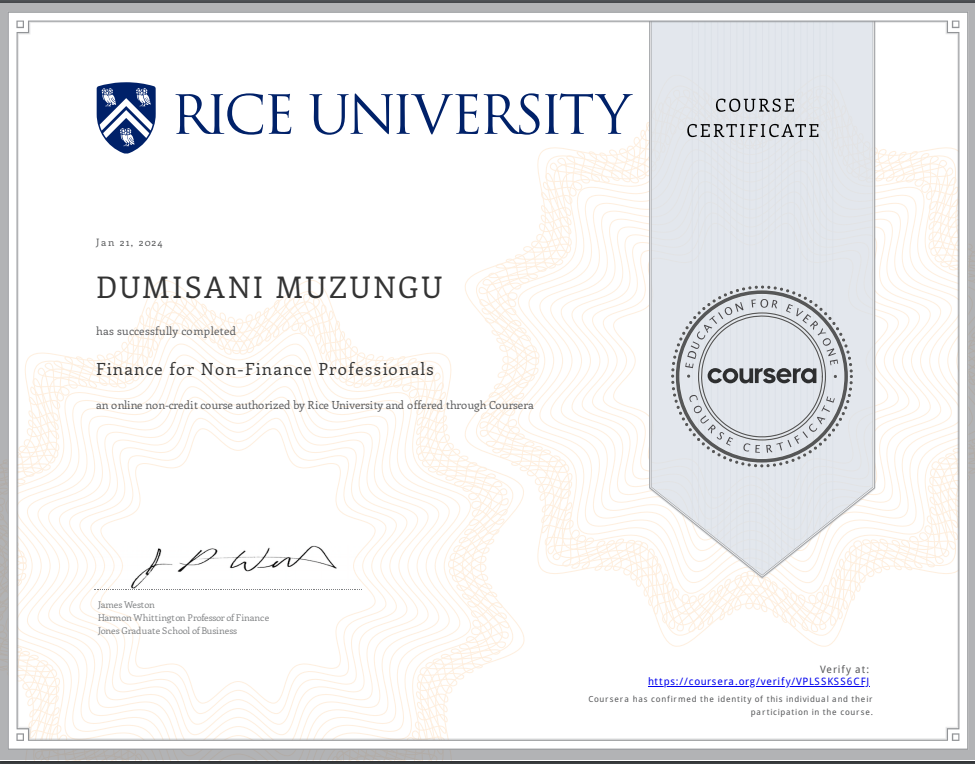 RICE UNIVERSITY
COURSE
CERTIFICATE
Jan 21, 2024
DUMISANI MUZUNGU
has successfully completed
Finance for Non-Finance Professionals
an online non-credit course authorized by Rice University and offered through Coursera
EDUCATION FOR EVERYONE
coursera
COURSE CERTIFICATE
James Weston
Harmon Whittington Professor of Finance
Jones Graduate School of Business
Verify at:
https://coursera.org/verify/VPLSSKSS6CFJ
Coursera has confirmed the identity of this individual and their
participation in the course.